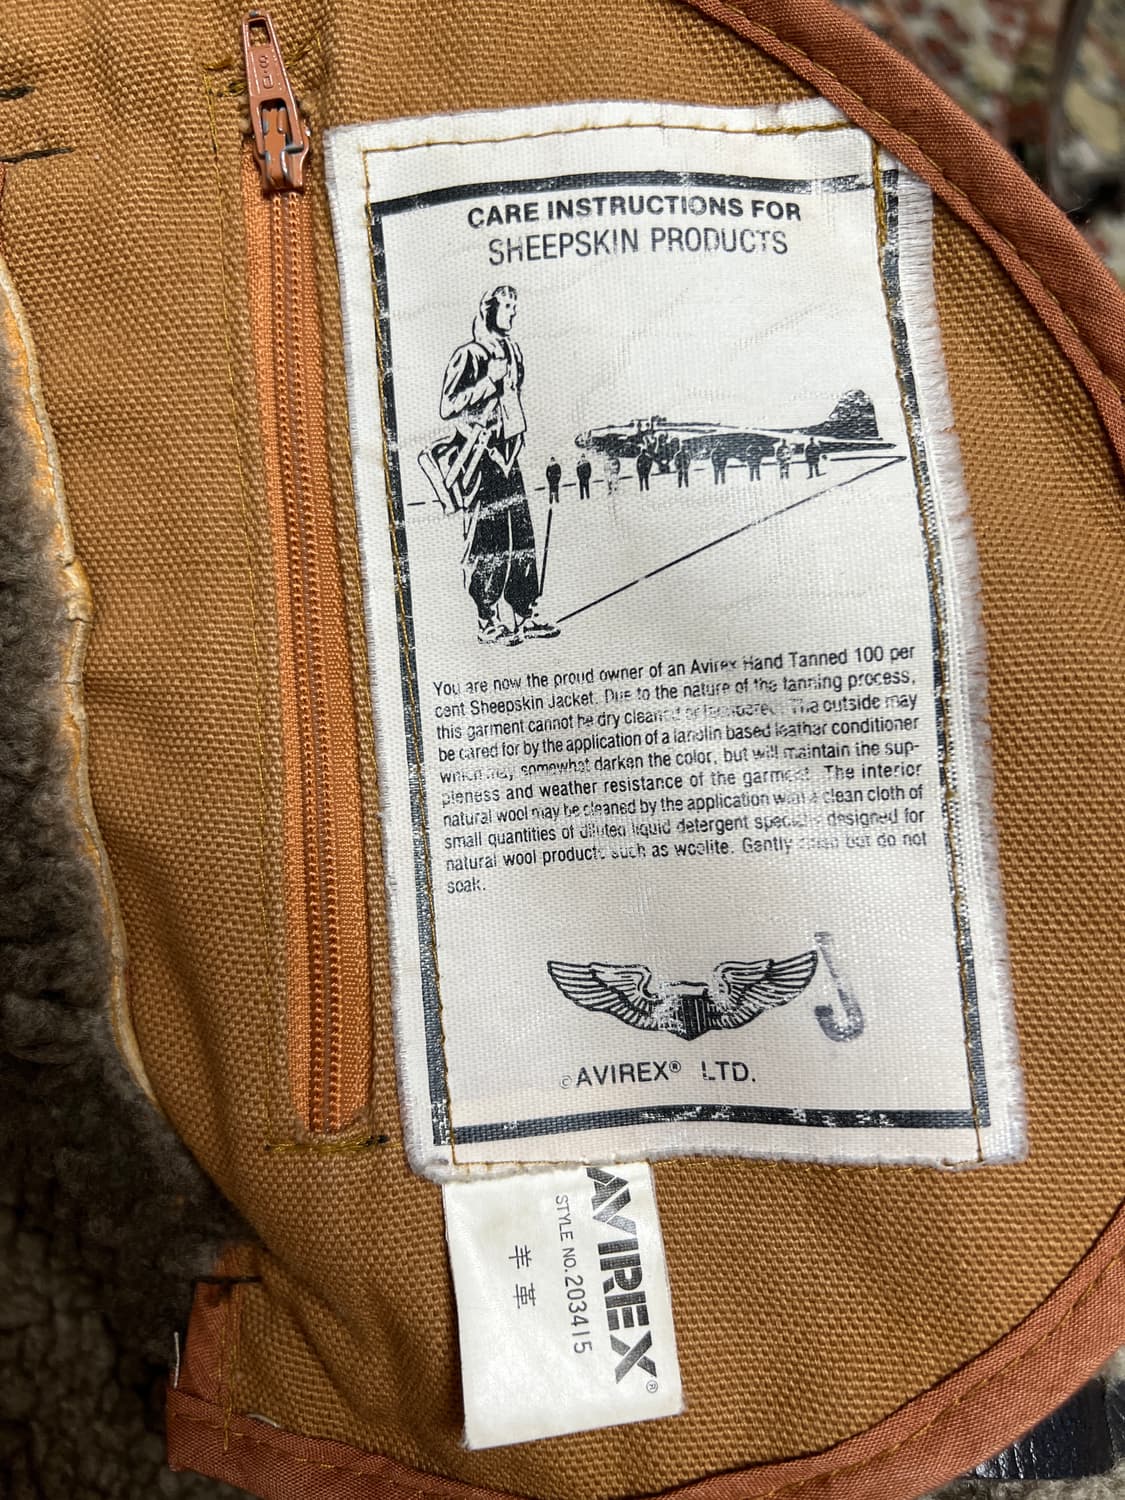 S.D.
CARE INSTRUCTIONS FOR
SHEEPSKIN PRODUCTS
You are now the proud owner of an Avirex Hand Tanned 100 per
cent Sheepskin Jacket. Due to the nature of the tanning process,
this garment cannot be dry cleaned or laundered. The outside may
be cared for by the application of a lanolin based leather conditioner
which may somewhat darken the color, but will maintain the sup-
pleness and weather resistance of the garment. The interior
natural wool may be cleaned by the application with a clean cloth of
small quantities of diluted liquid detergent specially designed for
natural wool products such as woolite. Gently but do not
soak.
J
© AVIREX® LTD.
AVIREX®
STYLE NO. 203415
羊革